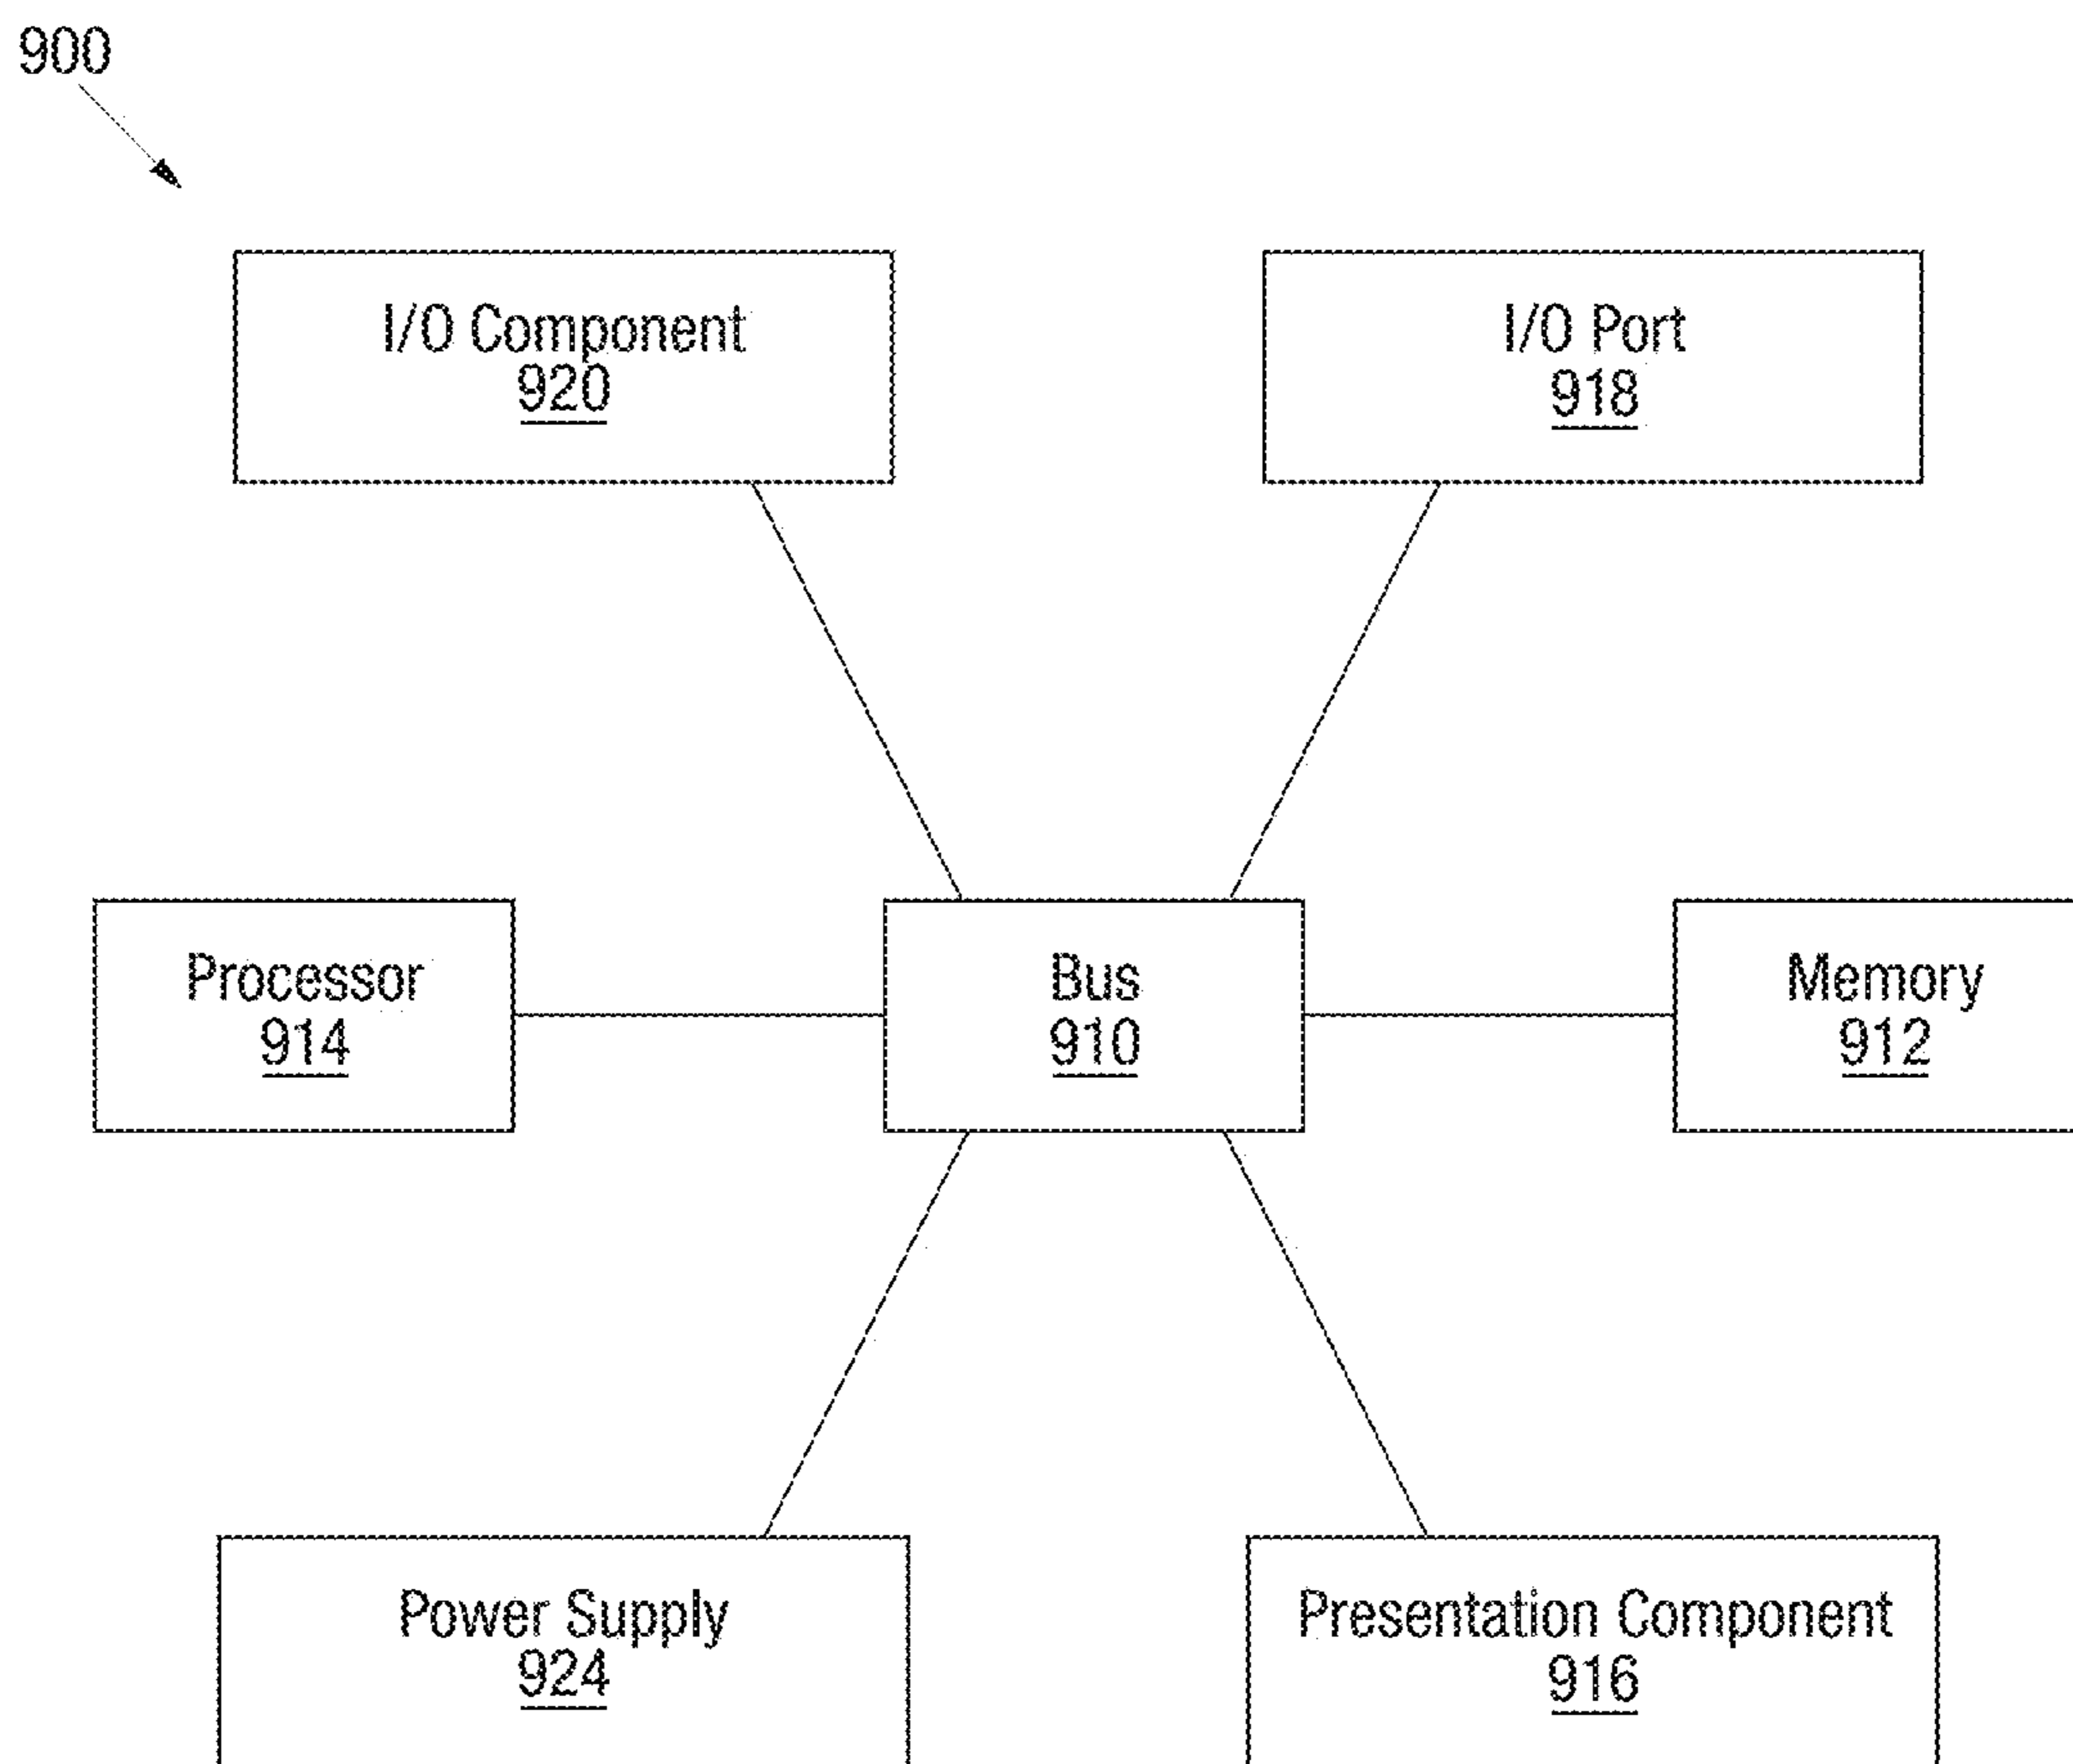 900
I/O Component
920
I/O Port
918
Processor
914
Bus
910
Memory
912
Power Supply
924
Presentation Component
916